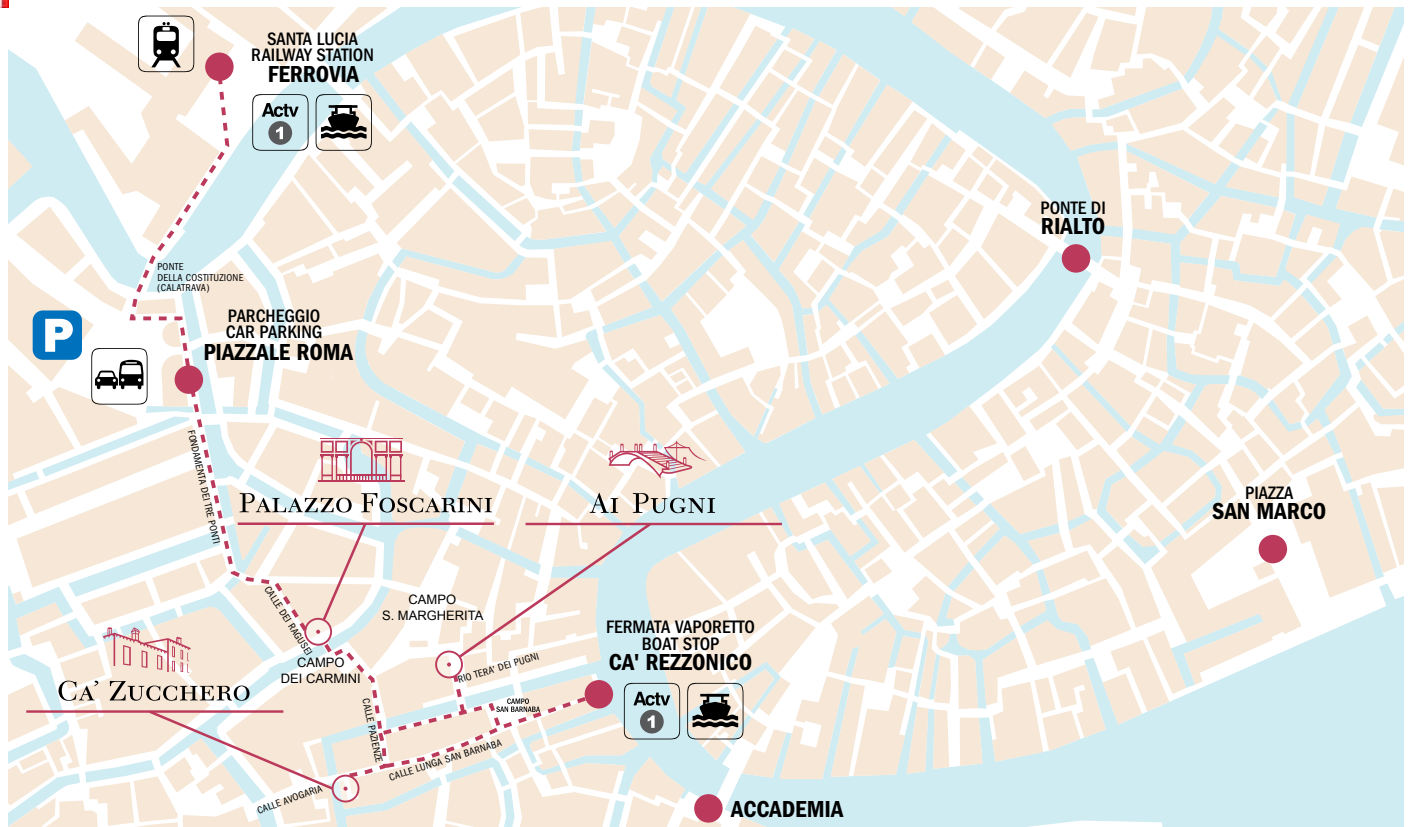 SANTA LUCIA
RAILWAY STATION
FERROVIA
Actv
1
PONTE
DELLA COSTITUZIONE
(CALATRAVA)
PONTE DI
RIALTO
P
PARCHEGGIO
CAR PARKING
PIAZZALE ROMA
FONDAMENTA DEI TRE PONTI
PALAZZO FOSCARINI
AI PUGNI
PIAZZA
SAN MARCO
CALLE DEI RAGUSEI
CAMPO
S. MARGHERITA
CAMPO
DEI CARMINI
CA' ZUCCHERO
RIO TERA' DEI PUGNI
FERMATA VAPORETTO
BOAT STOP
CA' REZZONICO
Actv
1
CALLE PAZIENZE
CAMPO
SAN BARNABA
CALLE LUNGA SAN BARNABA
CALLE AVOGARIA
ACCADEMIA